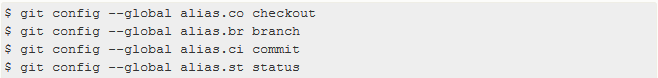 $ git config --global alias.co checkout
$ git config --global alias.br branch
$ git config --global alias.ci commit
$ git config --global alias.st status